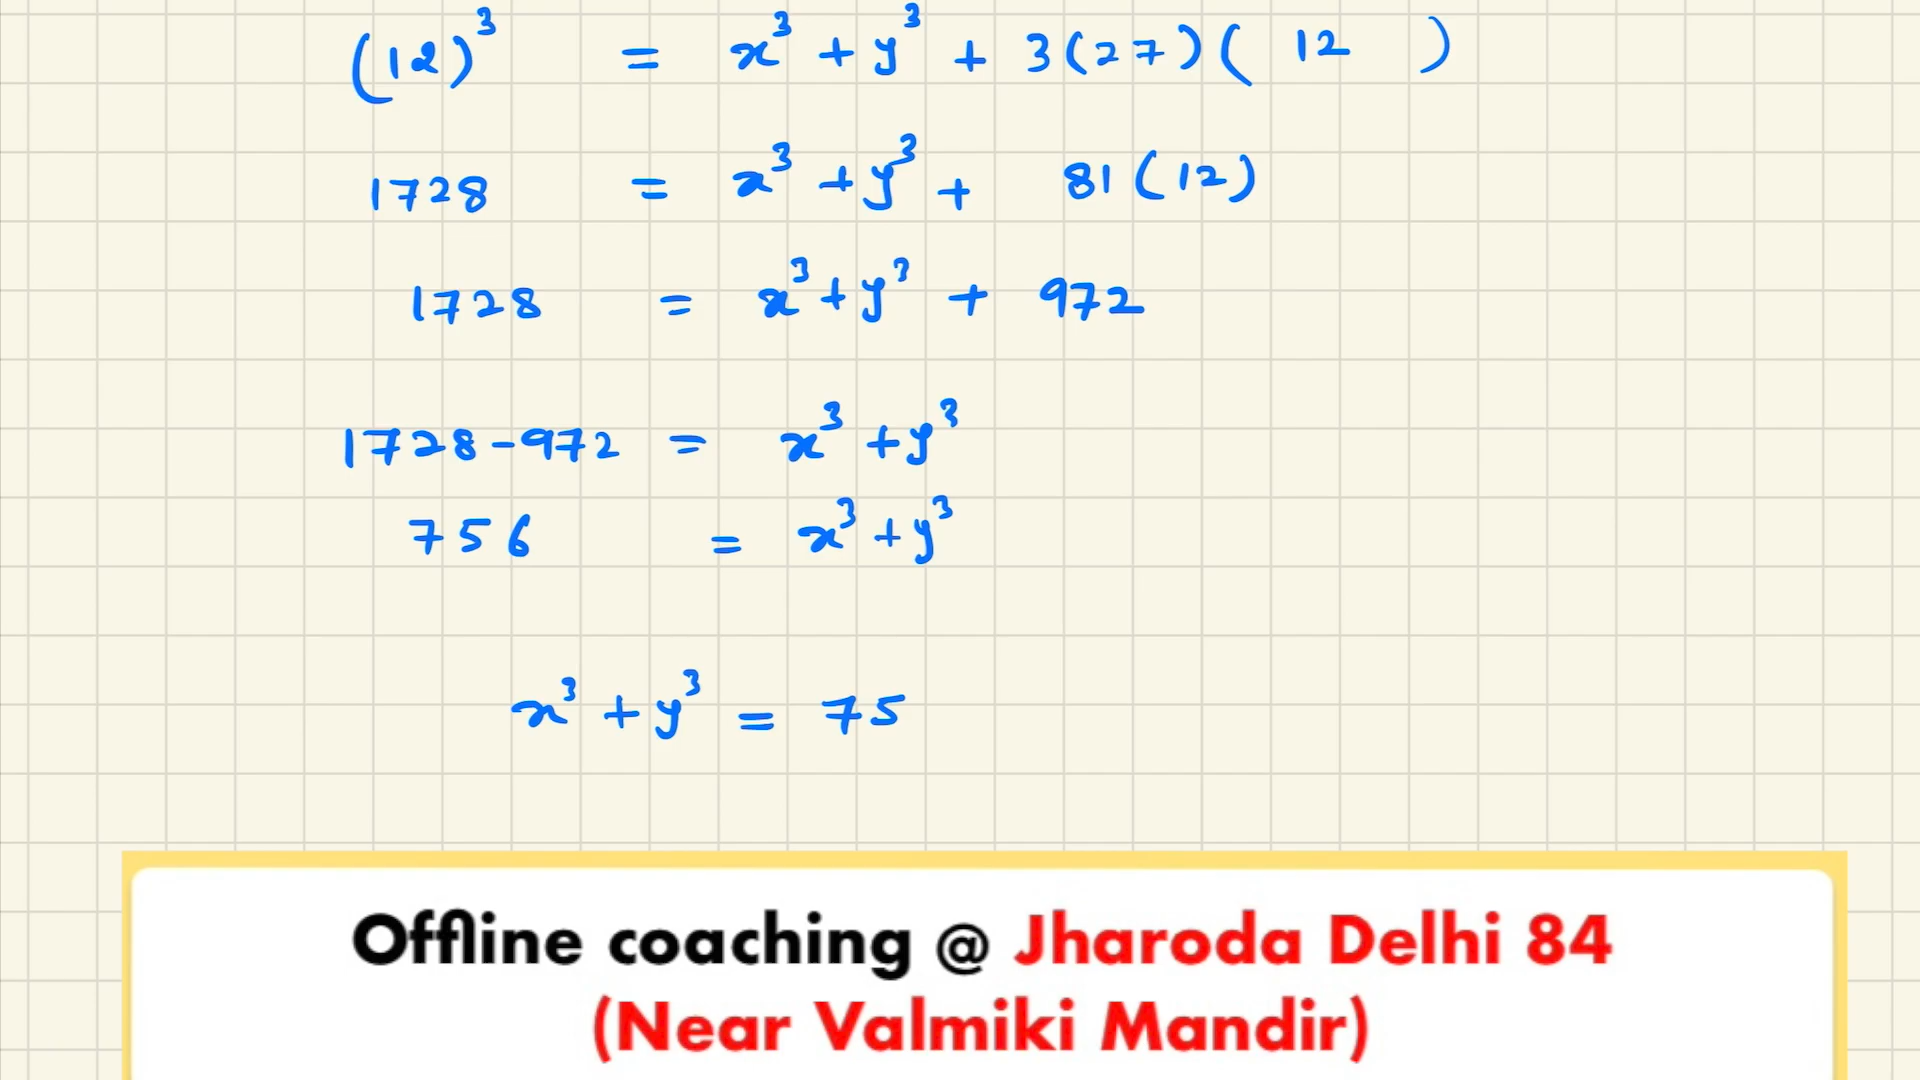 (12)³ = x³ + y³ + 3(27)( 12 )
1728 = x³ + y³ + 81(12)
1728 = x³ + y³ + 972
1728-972 = x³ + y³
756 = x³ + y³
x³ + y³ = 75
Offline coaching @ Jharoda Delhi 84
(Near Valmiki Mandir)